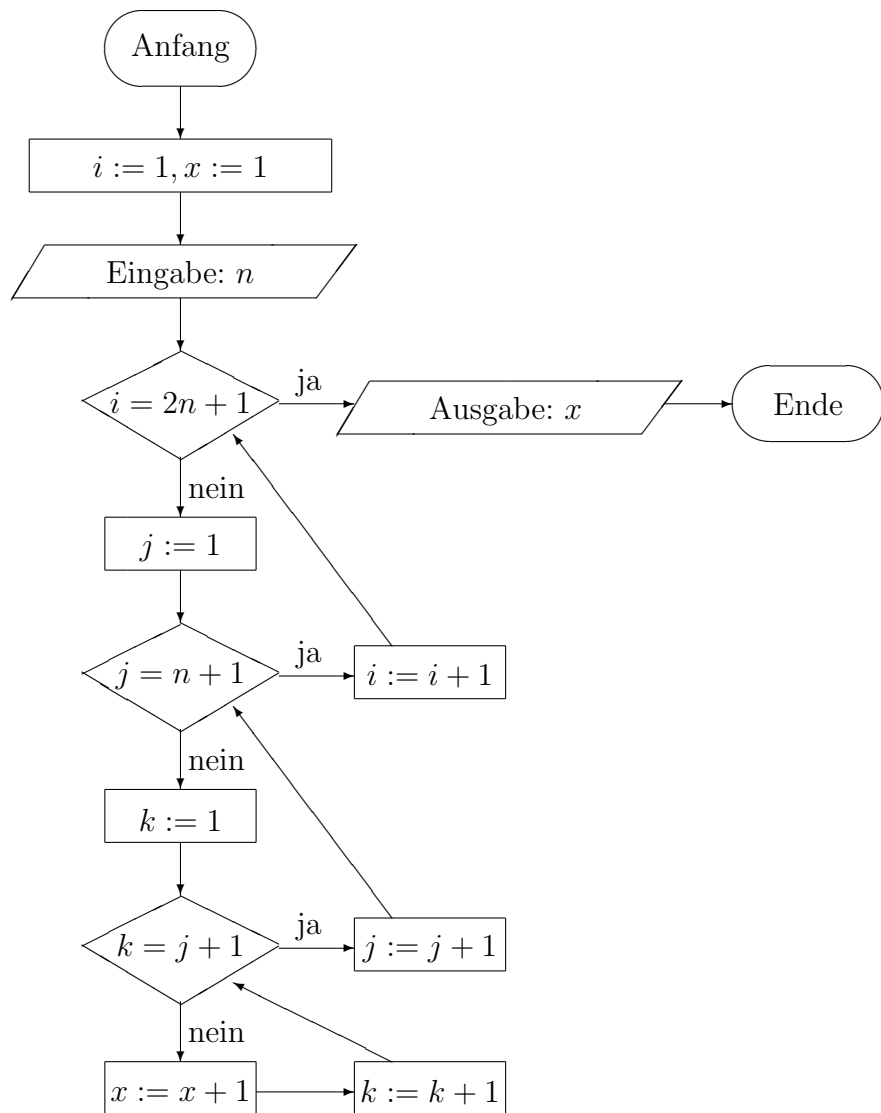 Anfang
i := 1, x := 1
Eingabe: n
i = 2n + 1
ja
Ausgabe: x
Ende
nein
j := 1
j = n + 1
ja
i := i + 1
nein
k := 1
k = j + 1
ja
j := j + 1
nein
x := x + 1
k := k + 1